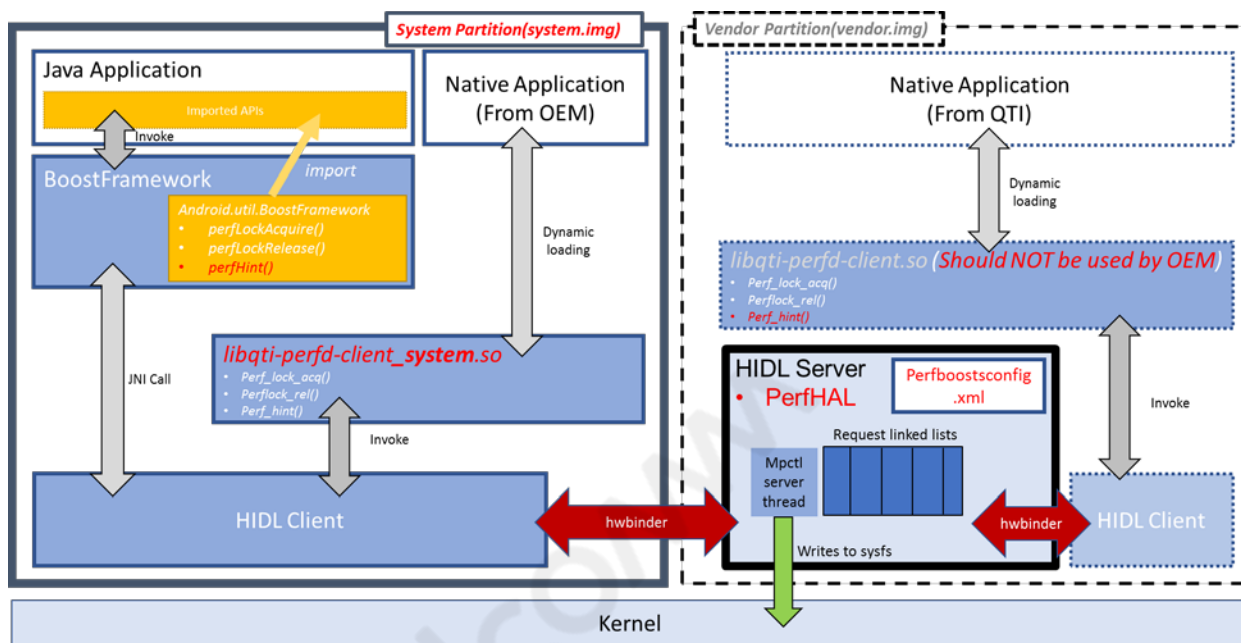 System Partition(system.img)
Vendor Partition(vendor.img)
Java Application
Imported APIs
Invoke
Native Application
(From OEM)
Native Application
(From QTI)
BoostFramework
import
Android.util.BoostFramework
• perfLockAcquire()
• perfLockRelease()
• perfHint()
Dynamic
loading
Dynamic
loading
libqti-perfd-client.so (Should NOT be used by OEM)
• Perf_lock_acq()
• Perflock_rel()
• Perf_hint()
JNI Call
libqti-perfd-client_system.so
• Perf_lock_acq()
• Perflock_rel()
• Perf_hint()
Invoke
HIDL Server
• PerfHAL
Perfboostsconfig
.xml
Request linked lists
Mpctl
server
thread
Invoke
HIDL Client
hwbinder
hwbinder
HIDL Client
Writes to sysfs
Kernel